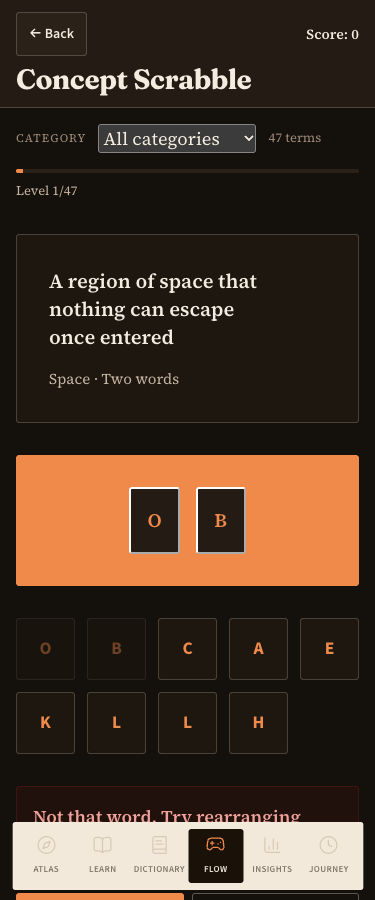 ← Back
Score: 0
Concept Scrabble
CATEGORY
All categories
47 terms
Level 1/47
A region of space that
nothing can escape
once entered
Space · Two words
O B
O B C A E
K L L H
Not that word. Try rearranging
ATLAS LEARN DICTIONARY FLOW INSIGHTS JOURNEY